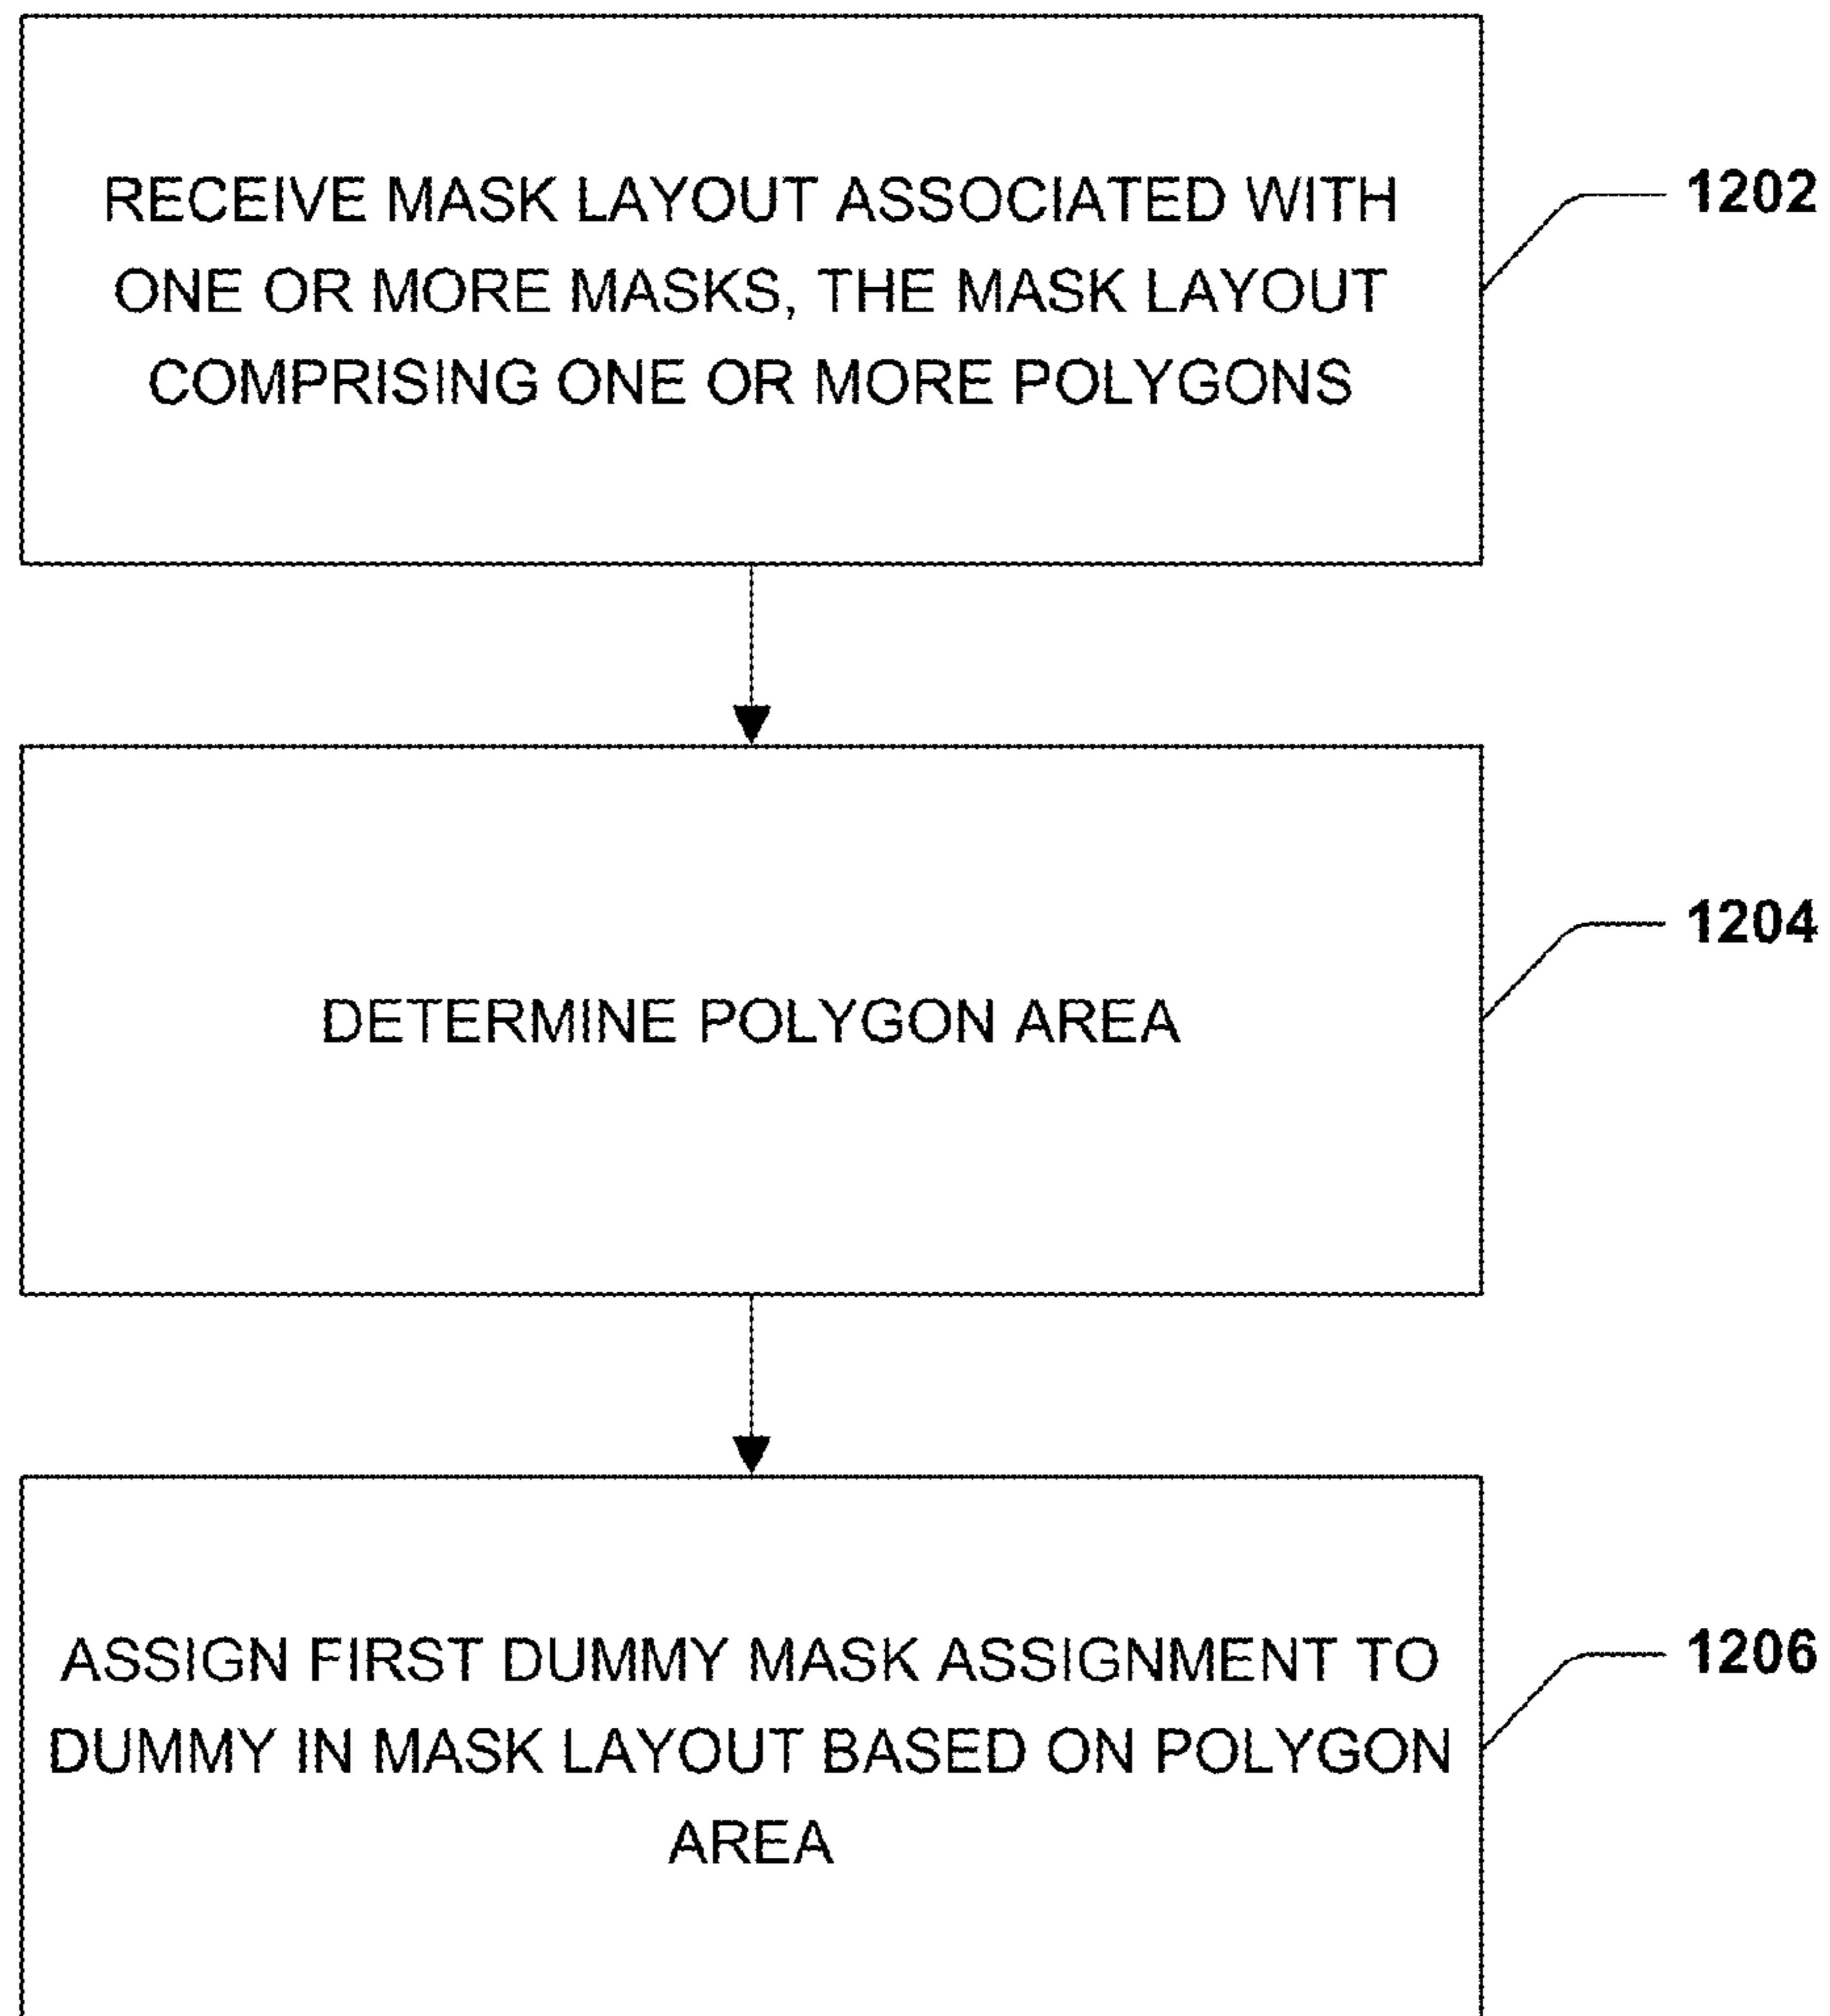 RECEIVE MASK LAYOUT ASSOCIATED WITH
ONE OR MORE MASKS, THE MASK LAYOUT
COMPRISING ONE OR MORE POLYGONS
1202
DETERMINE POLYGON AREA
1204
ASSIGN FIRST DUMMY MASK ASSIGNMENT TO
DUMMY IN MASK LAYOUT BASED ON POLYGON
AREA
1206